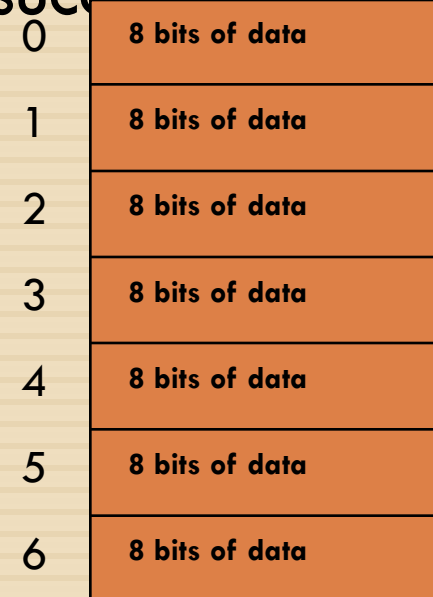 0 8 bits of data
1 8 bits of data
2 8 bits of data
3 8 bits of data
4 8 bits of data
5 8 bits of data
6 8 bits of data